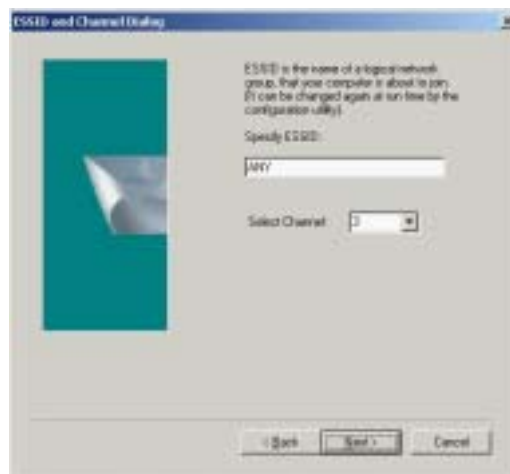 ESSID and Channel Dialog
ESSID is the name of a logical network
group, that your computer is about to join.
(It can be changed again at run time by the
configuration utility).
Specify ESSID:
ANY
Select Channel: 3
< Back Next > Cancel